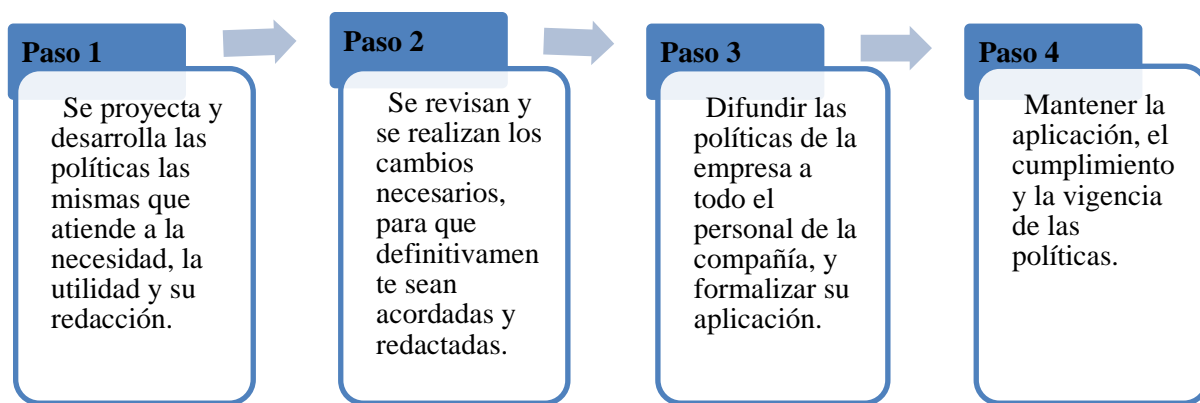 Paso 1
Se proyecta y
desarrolla las
políticas las
mismas que
atiende a la
necesidad, la
utilidad y su
redacción.
Paso 2
Se revisan y
se realizan los
cambios
necesarios,
para que
definitivamen
te sean
acordadas y
redactadas.
Paso 3
Difundir las
políticas de la
empresa a
todo el
personal de la
compañía, y
formalizar su
aplicación.
Paso 4
Mantener la
aplicación, el
cumplimiento
y la vigencia
de las
políticas.